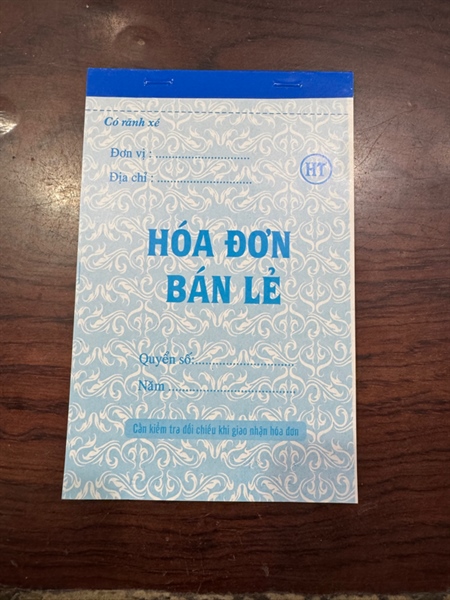 Có rãnh xé
Đơn vị : ..............................
Địa chỉ : ..............................
HT
HÓA ĐƠN
BÁN LẺ
Quyển số:..............................
Năm ........................................
Cần kiểm tra đối chiếu khi giao nhận hóa đơn